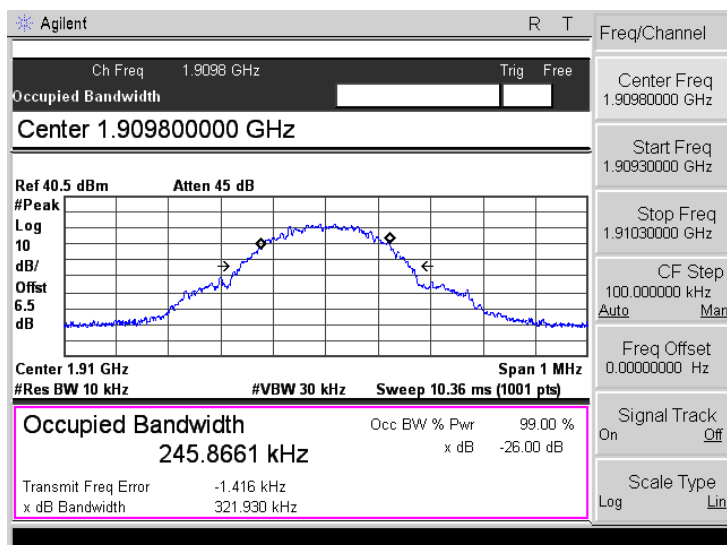 Agilent R T
Freq/Channel
Ch Freq 1.9098 GHz Trig Free
Occupied Bandwidth
Center 1.909800000 GHz
Center Freq
1.90980000 GHz
Start Freq
1.90930000 GHz
Stop Freq
1.91030000 GHz
CF Step
100.000000 kHz
Auto Man
Freq Offset
0.00000000 Hz
Signal Track
On Off
Scale Type
Log Lin
Ref 40.5 dBm Atten 45 dB
#Peak
Log
10
dB/
Offst
6.5
dB
Center 1.91 GHz Span 1 MHz
#Res BW 10 kHz #VBW 30 kHz Sweep 10.36 ms (1001 pts)
Occupied Bandwidth Occ BW % Pwr 99.00 %
245.8661 kHz x dB -26.00 dB
Transmit Freq Error -1.416 kHz
x dB Bandwidth 321.930 kHz